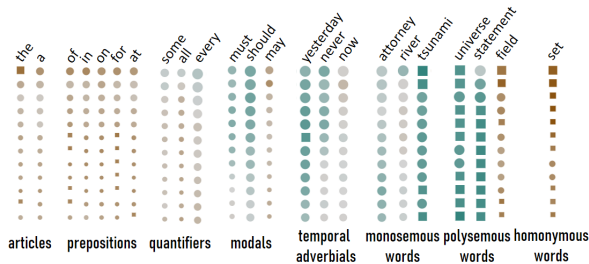 the a of in on for at some all every must should may yesterday never now attorney river tsunami universe statement field set
articles prepositions quantifiers modals temporal adverbials monosemous words polysemous words homonymous words